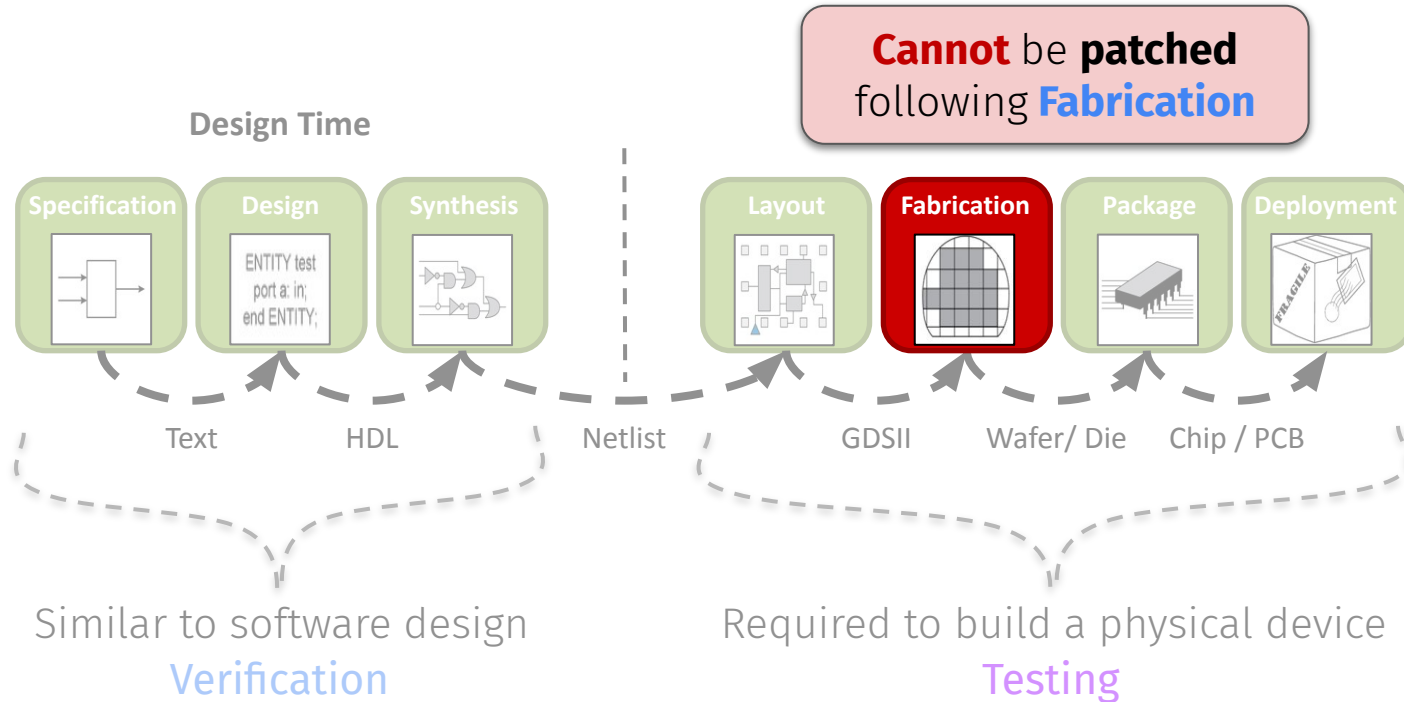 Cannot be patched
following Fabrication
Design Time
Specification
Design
Synthesis
Layout
Fabrication
Package
Deployment
ENTITY test
port a: in;
end ENTITY;
FRAGILE
Text
HDL
Netlist
GDSII
Wafer/ Die
Chip / PCB
Similar to software design
Verification
Required to build a physical device
Testing